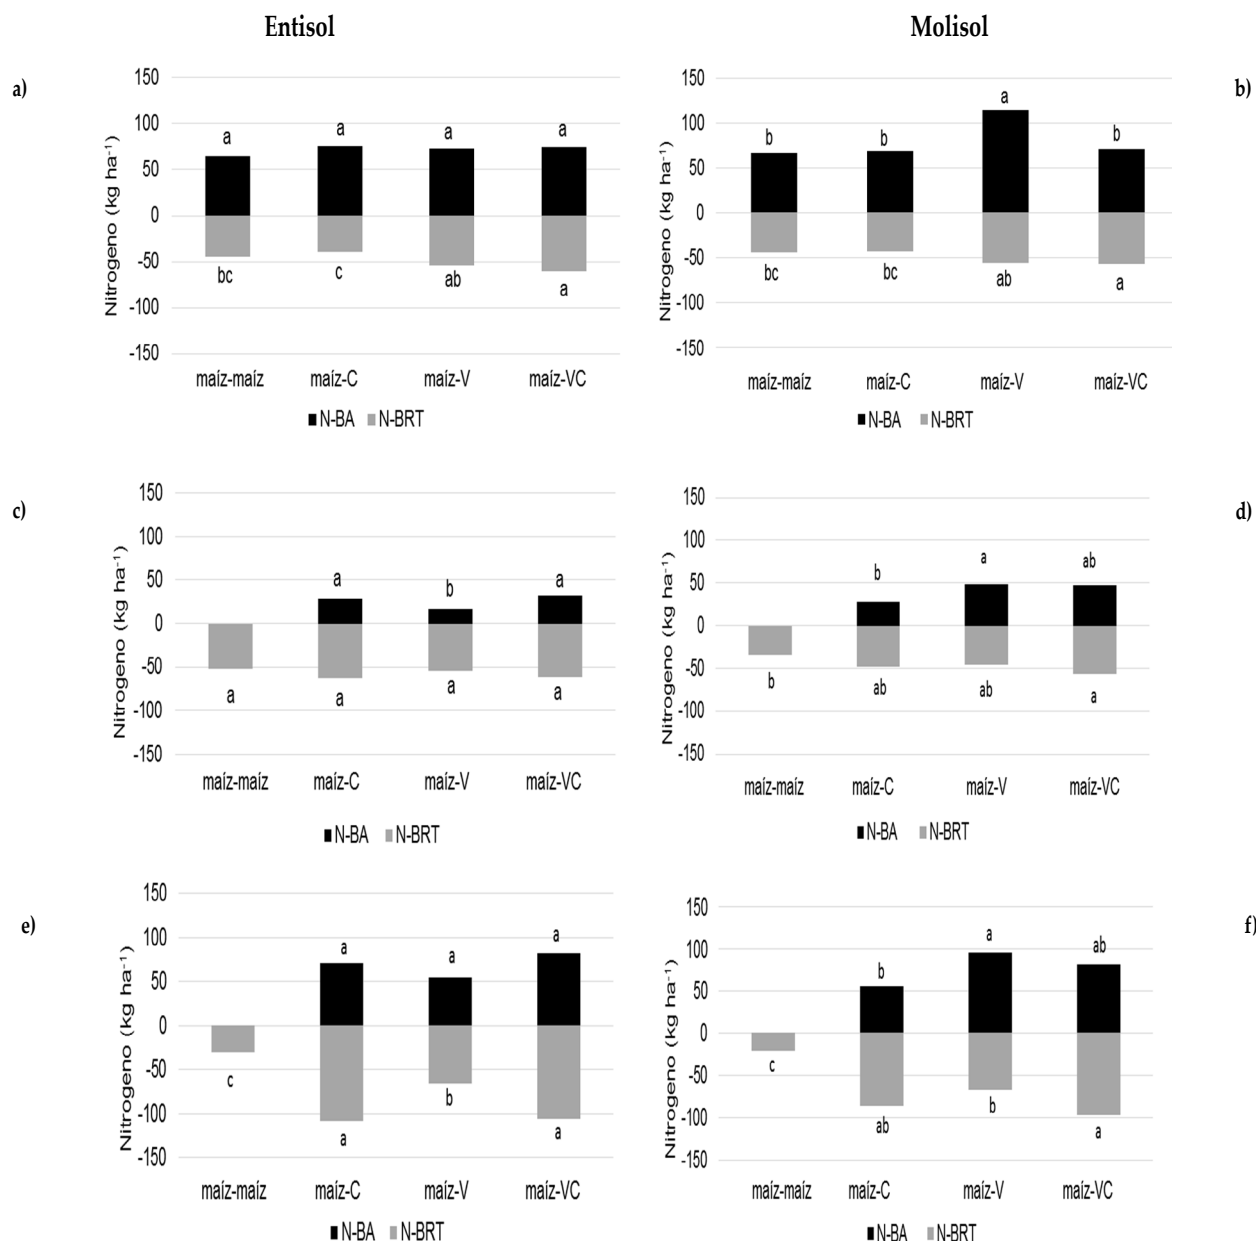 Entisol
Molisol
a)
Nitrogeno (kg ha-1)
150
100
50
0
-50
-100
-150
a
a
a
a
bc
c
ab
a
maíz-maíz maíz-C maíz-V maíz-VC
N-BA N-BRT
b)
Nitrogeno (kg ha-1)
150
100
50
0
-50
-100
-150
b
b
a
b
bc
bc
ab
a
maíz-maíz maíz-C maíz-V maíz-VC
N-BA N-BRT
c)
Nitrogeno (kg ha-1)
150
100
50
0
-50
-100
-150
a
b
a
a
a
a
a
maíz-maíz maíz-C maíz-V maíz-VC
N-BA N-BRT
d)
Nitrogeno (kg ha-1)
150
100
50
0
-50
-100
-150
b
a
ab
b
ab
ab
a
maíz-maíz maíz-C maíz-V maíz-VC
N-BA N-BRT
e)
Nitrogeno (kg ha-1)
150
100
50
0
-50
-100
-150
a
a
a
c
a
b
a
maíz-maíz maíz-C maíz-V maíz-VC
N-BA N-BRT
f)
Nitrogeno (kg ha-1)
150
100
50
0
-50
-100
-150
b
a
ab
c
ab
b
a
maíz-maíz maíz-C maíz-V maíz-VC
N-BA N-BRT